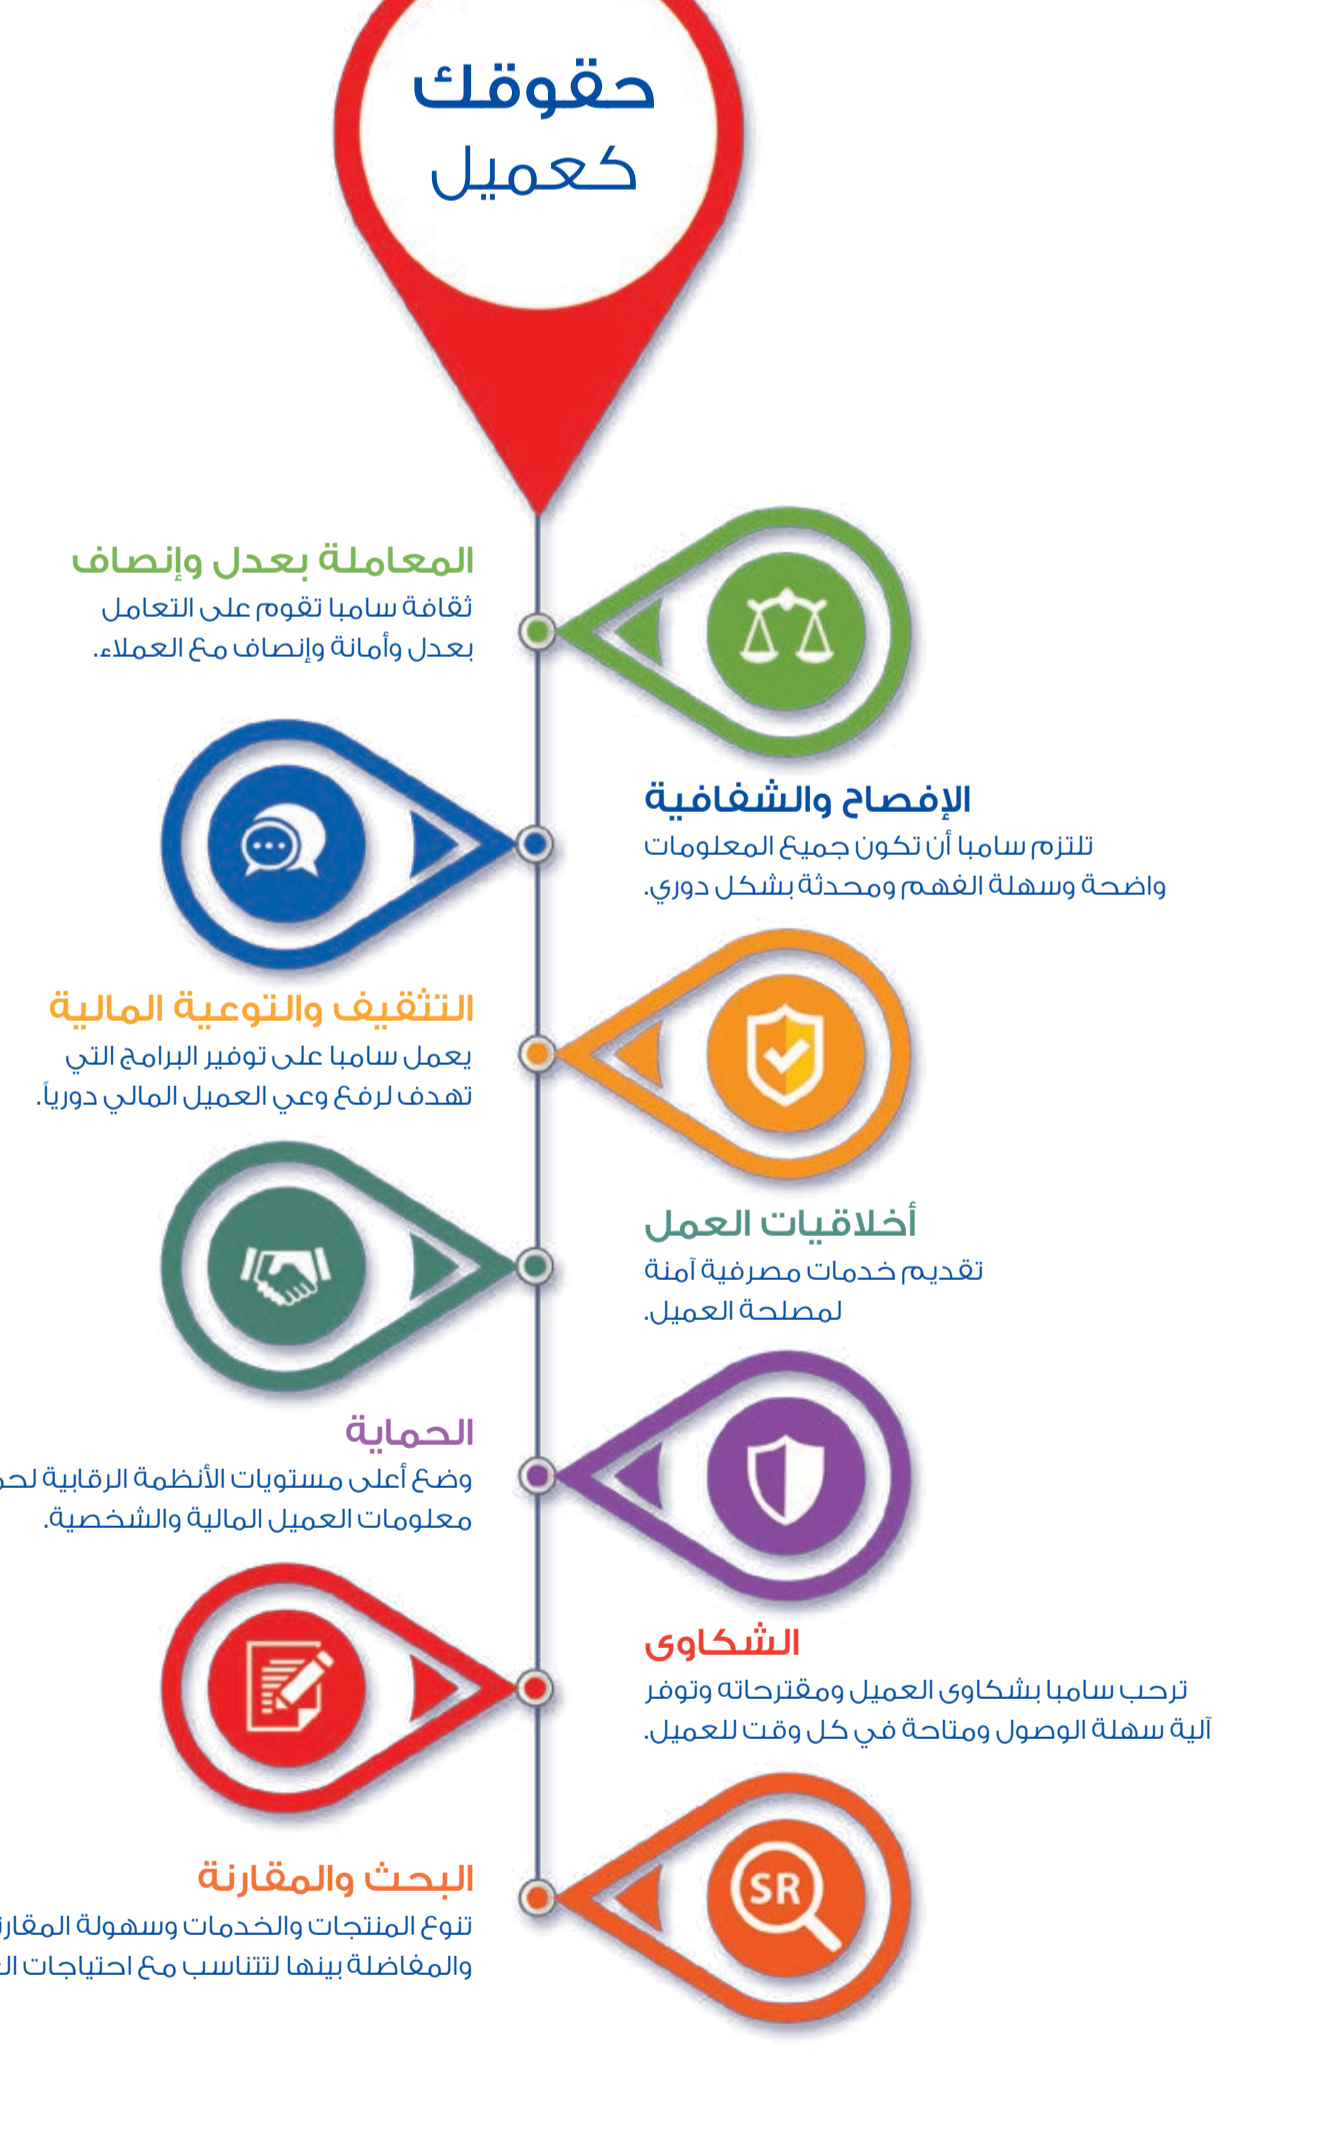 حقوقك
كعميل
المعاملة بعدل وإنصاف
ثقافة سامبا تقوم على التعامل
بعدل وأمانة وإنصاف مع العملاء.
الإفصاح والشفافية
تلتزم سامبا أن تكون جميع المعلومات
واضحة وسهلة الفهم ومحدثة بشكل دوري.
التثقيف والتوعية المالية
يعمل سامبا على توفير البرامج التي
تهدف لرفع وعي العميل المالي دورياً.
أخلاقيات العمل
تقديم خدمات مصرفية آمنة
لمصلحة العميل.
الحماية
وضع أعلى مستويات الأنظمة الرقابية
معلومات العميل المالية والشخصية.
الشكاوى
ترحب سامبا بشكاوى العميل ومقترحاته وتوفر
آلية سهلة الوصول ومتاحة في كل وقت للعميل.
SR
البحث والمقارنة
تنوع المنتجات والخدمات وسهولة
والمفاضلة بينها لتتناسب مع احتياجات